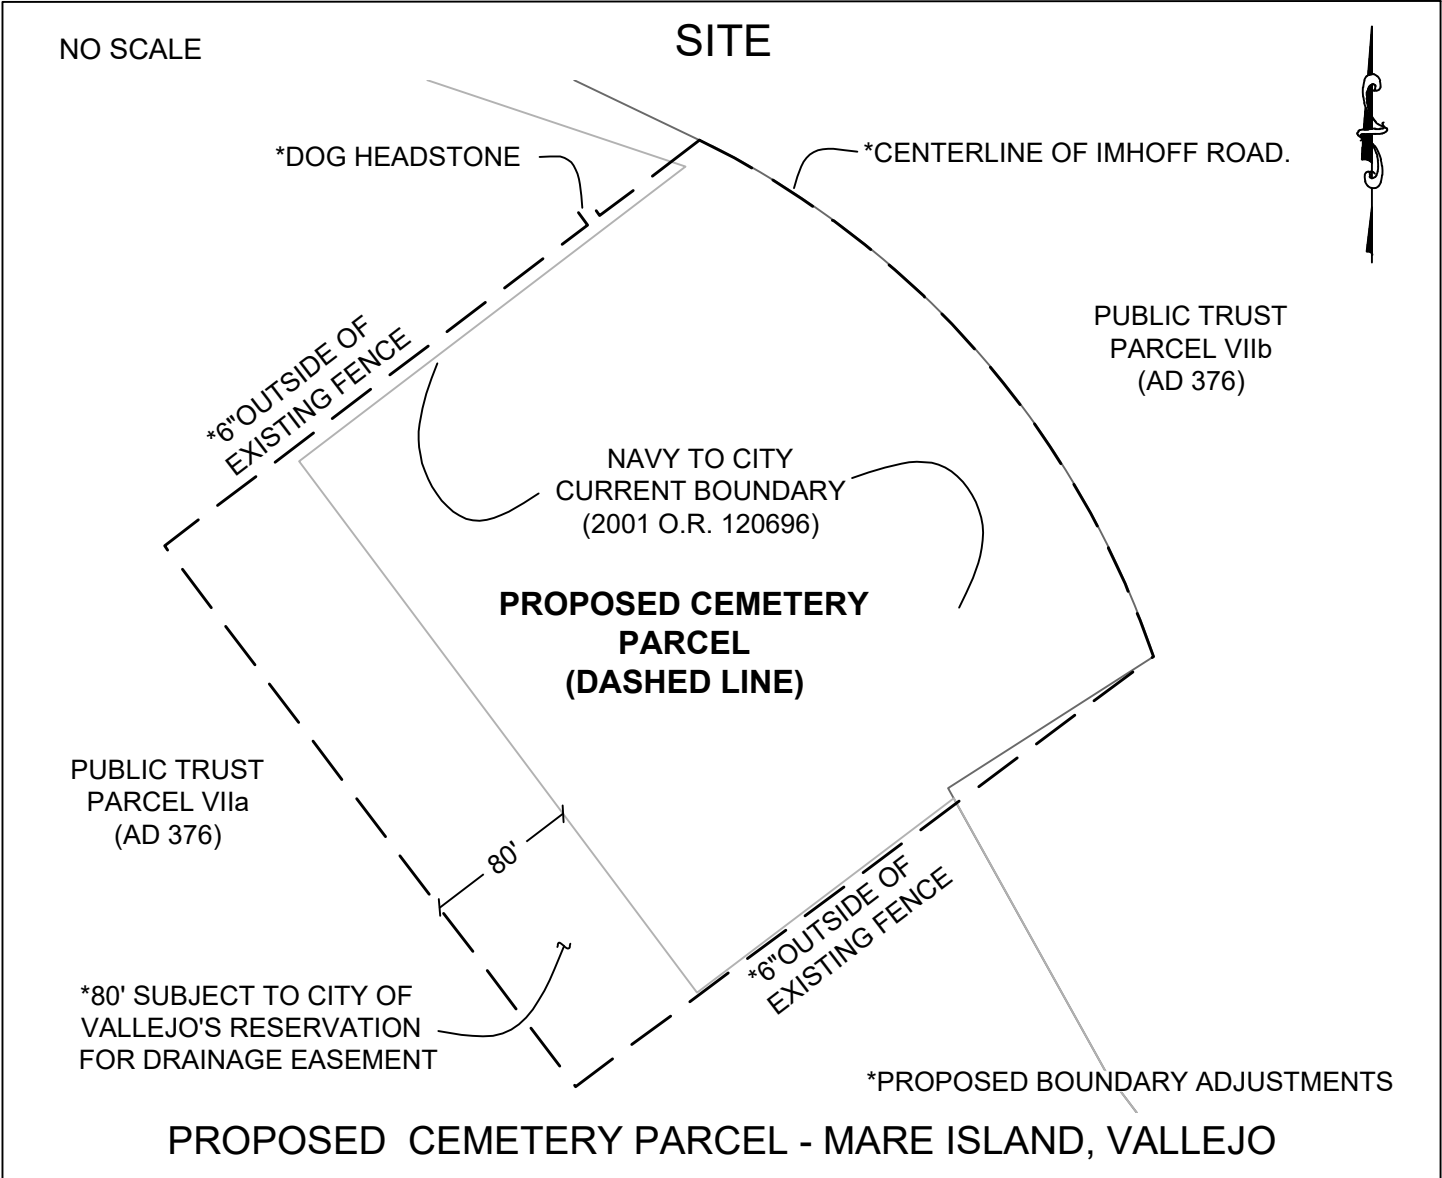 NO SCALE
SITE
*DOG HEADSTONE
*CENTERLINE OF IMHOFF ROAD.
PUBLIC TRUST
PARCEL VIIb
(AD 376)
*6"OUTSIDE OF
EXISTING FENCE
NAVY TO CITY
CURRENT BOUNDARY
(2001 O.R. 120696)
PROPOSED CEMETERY
PARCEL
(DASHED LINE)
PUBLIC TRUST
PARCEL VIIa
(AD 376)
80'
*6"OUTSIDE OF
EXISTING FENCE
*80' SUBJECT TO CITY OF
VALLEJO'S RESERVATION
FOR DRAINAGE EASEMENT
*PROPOSED BOUNDARY ADJUSTMENTS
PROPOSED CEMETERY PARCEL - MARE ISLAND, VALLEJO